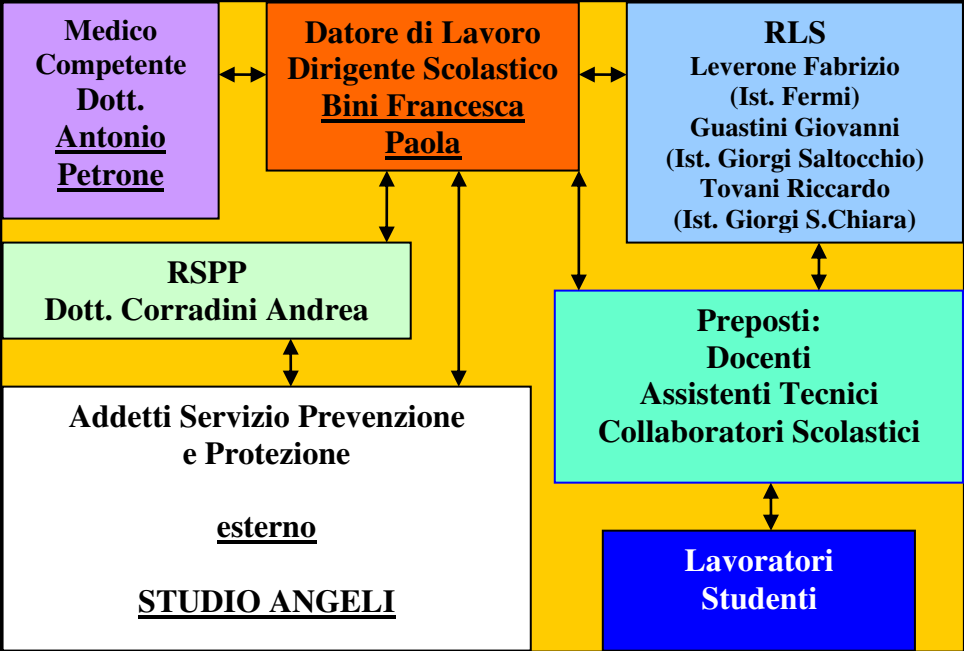 Medico
Competente
Dott.
Antonio
Petrone
Datore di Lavoro
Dirigente Scolastico
Bini Francesca
Paola
RLS
Leverone Fabrizio
(Ist. Fermi)
Guastini Giovanni
(Ist. Giorgi Saltocchio)
Tovani Riccardo
(Ist. Giorgi S.Chiara)
RSPP
Dott. Corradini Andrea
Preposti:
Docenti
Assistenti Tecnici
Collaboratori Scolastici
Addetti Servizio Prevenzione
e Protezione
esterno
STUDIO ANGELI
Lavoratori
Studenti